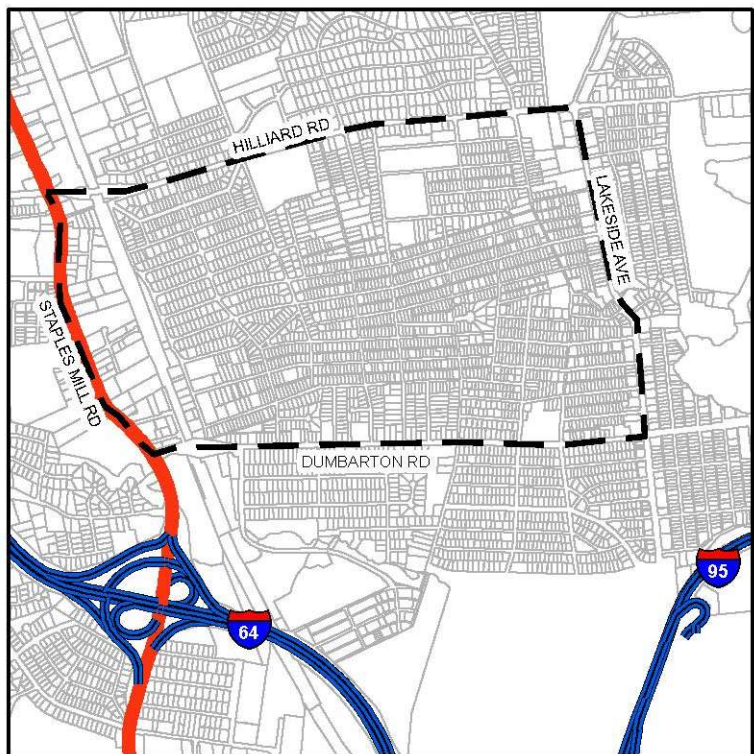 HILLIARD RD
LAKESIDE AVE
STAPLES MILL RD
DUMBARTON RD
95
64